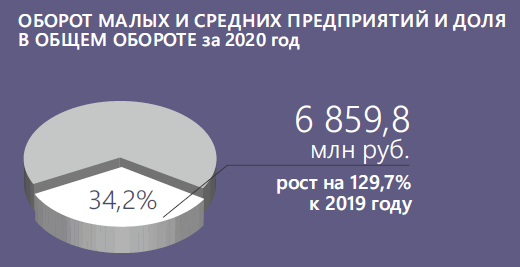 ОБОРОТ МАЛЫХ И СРЕДНИХ ПРЕДПРИЯТИЙ И ДОЛЯ
В ОБЩЕМ ОБОРОТЕ за 2020 год
6 859,8
млн руб.
рост на 129,7%
к 2019 году
34,2%